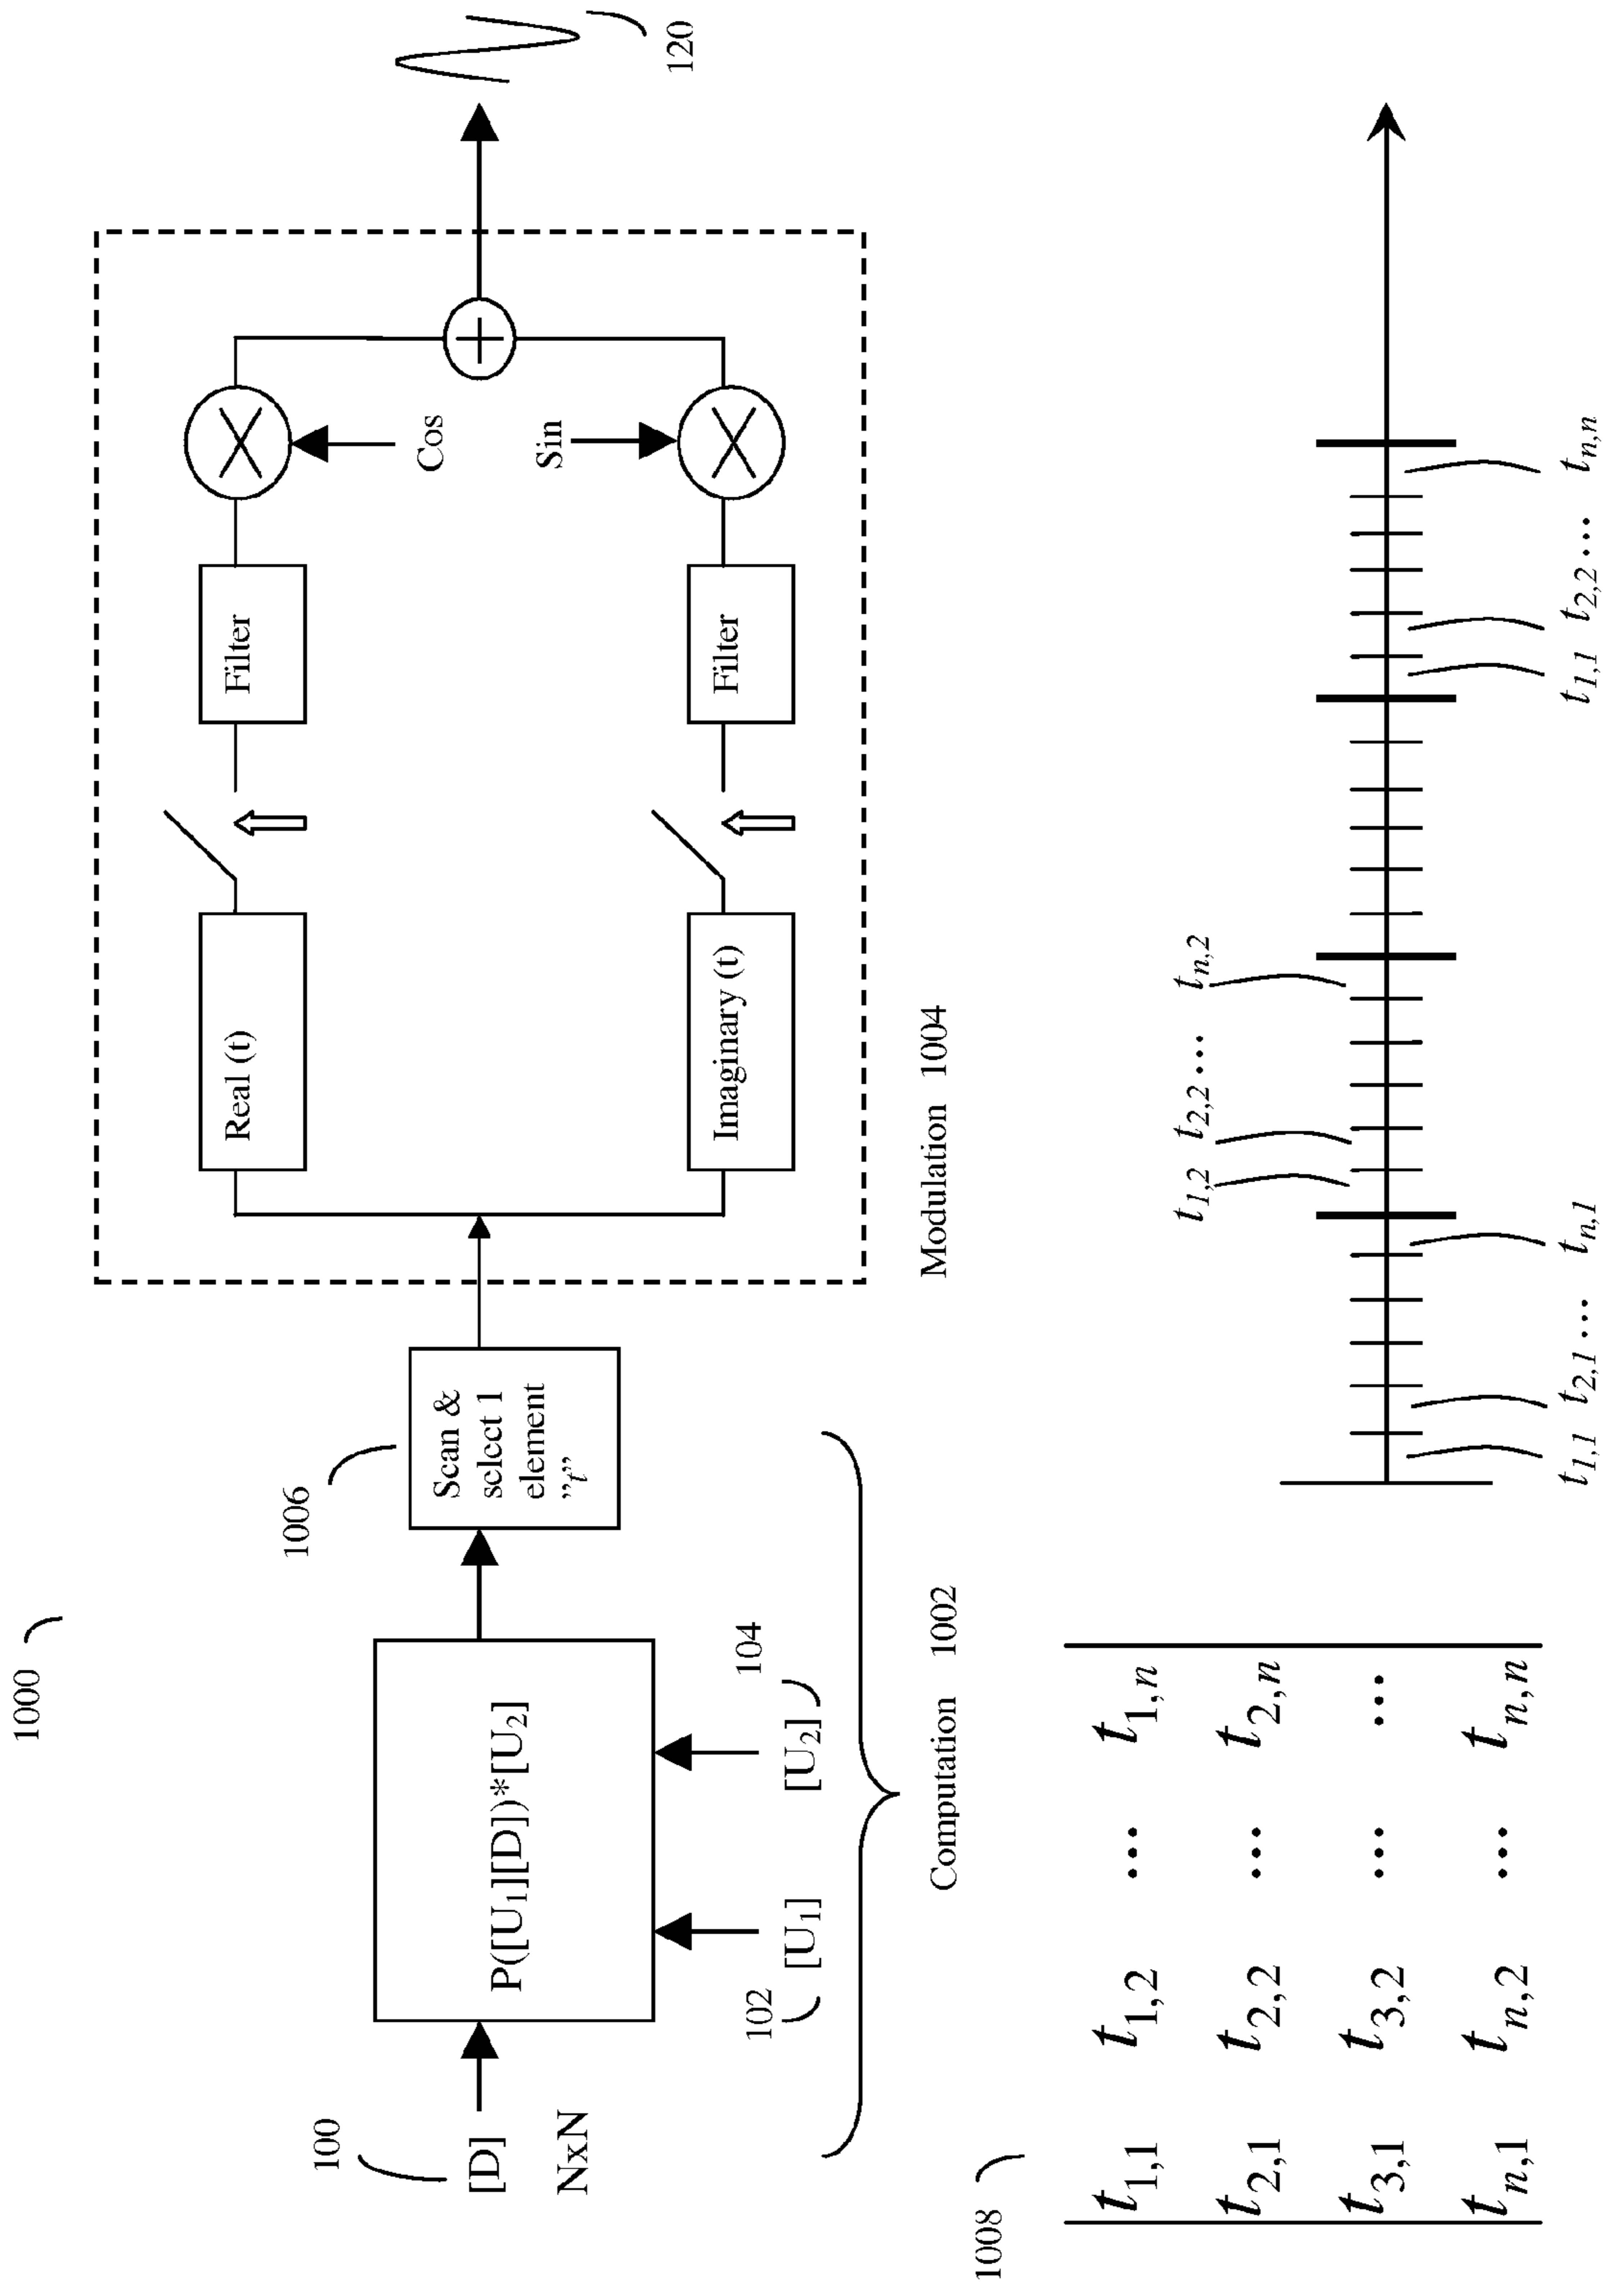 1000
100
[D]
NxN
P([U₁][D])*[U₂]
102
[U₁]
[U₂]
104
1006
Scan &
select 1
element
”t”
Computation 1002
Real (t)
Filter
Cos
Imaginary (t)
Filter
Sin
Modulation 1004
120
1008
t₁,₁ t₁,₂ ... t₁,ₙ
t₂,₁ t₂,₂ ... t₂,ₙ
t₃,₁ t₃,₂ ... ...
tₙ,₁ tₙ,₂ ... tₙ,ₙ
t₁,₂ t₂,₂ ... tₙ,₂
t₁,₁ t₂,₁ ... tₙ,₁
t₁,₁ t₂,₂ ... tₙ,ₙ